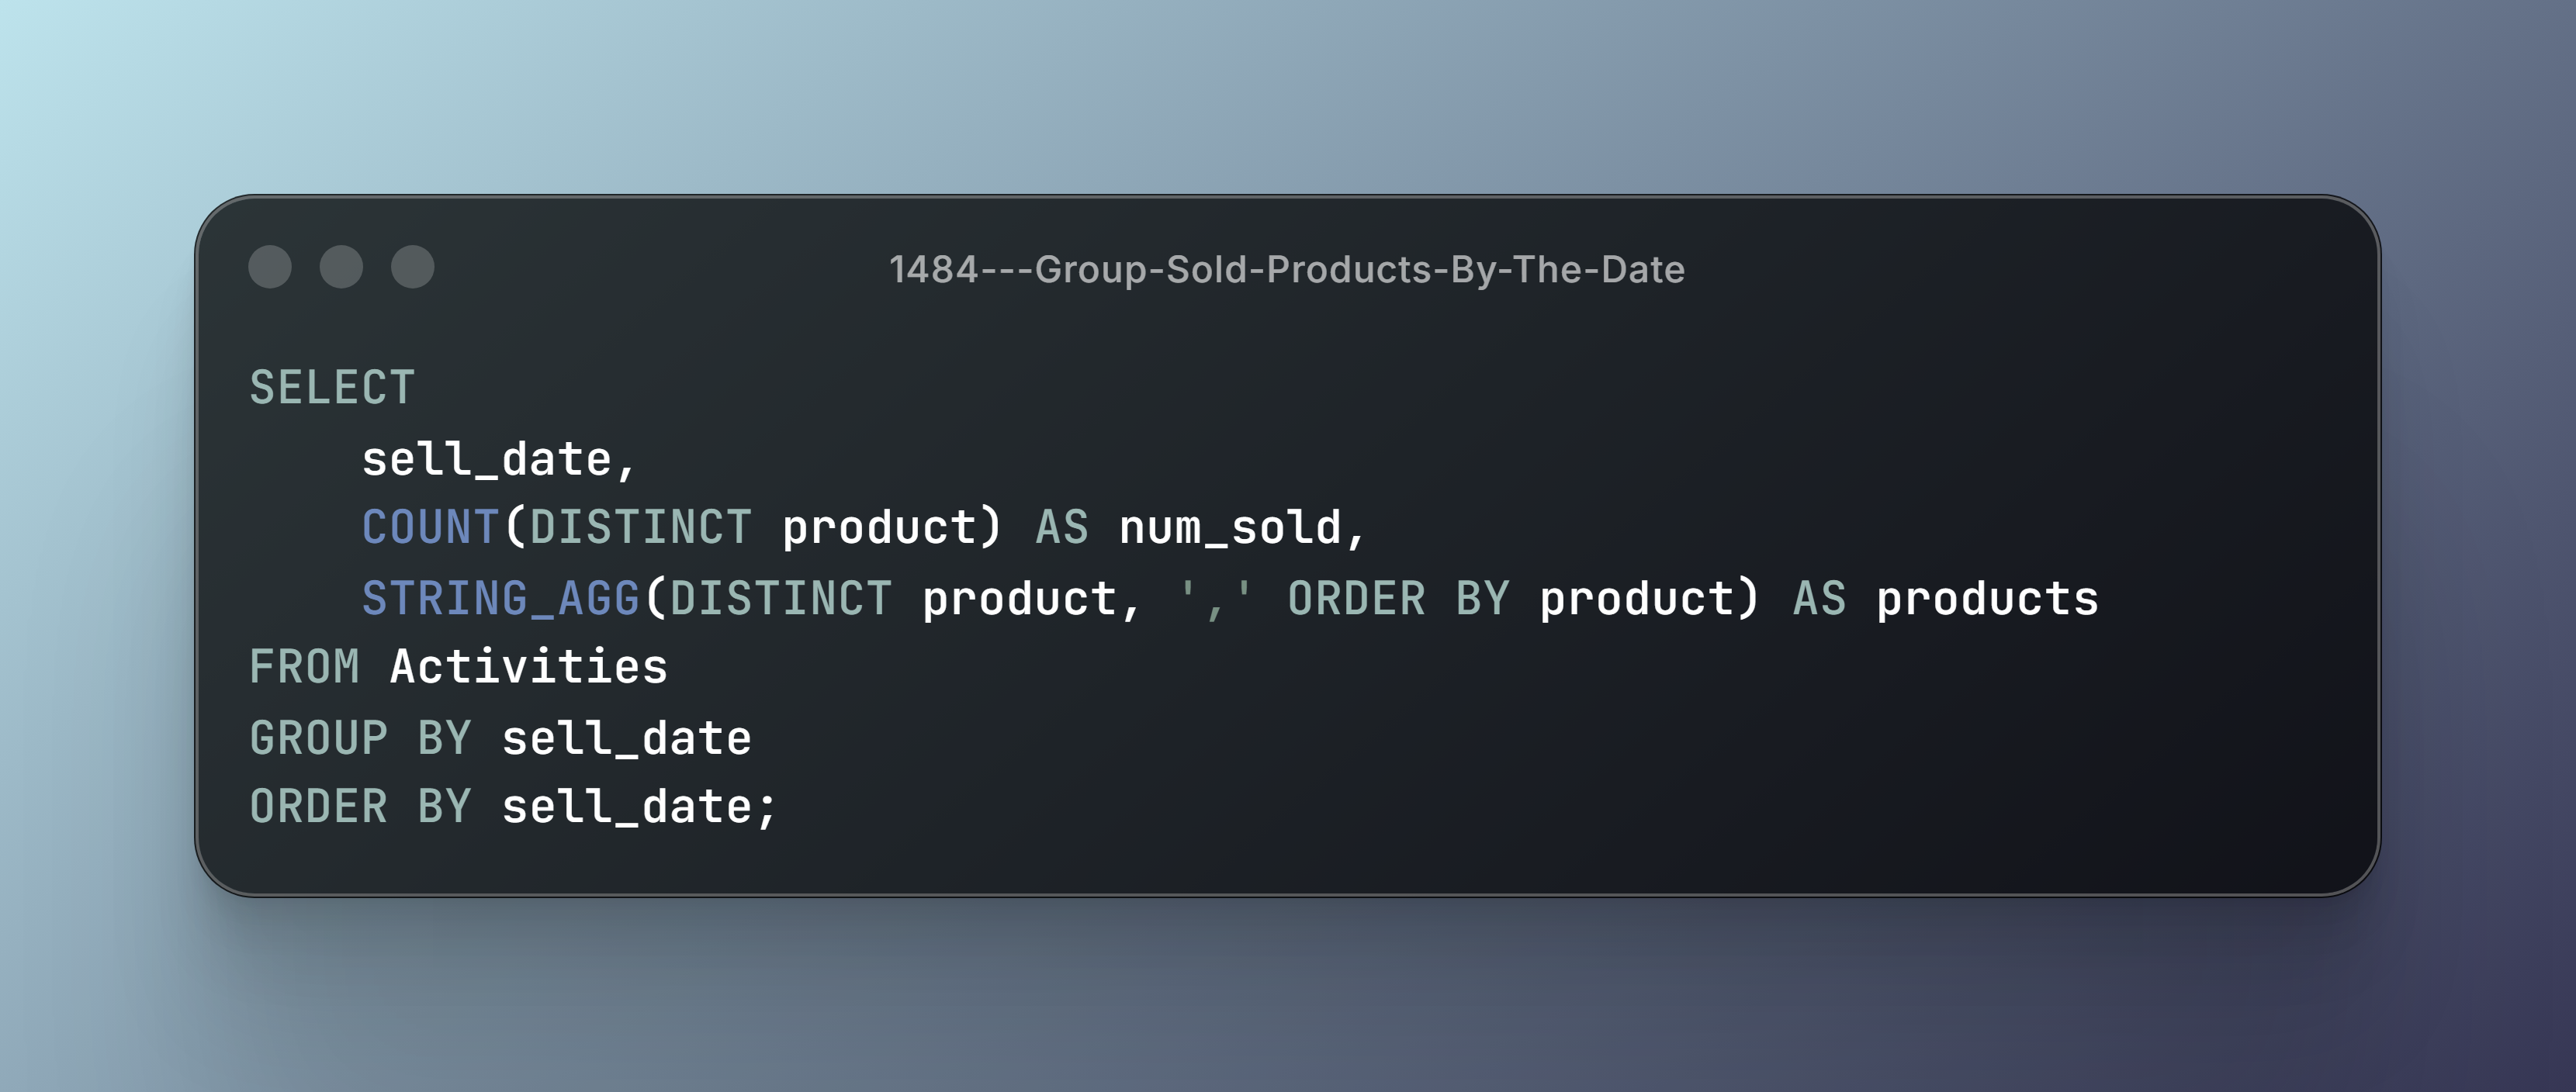 1484---Group-Sold-Products-By-The-Date
SELECT
    sell_date,
    COUNT(DISTINCT product) AS num_sold,
    STRING_AGG(DISTINCT product, ',' ORDER BY product) AS products
FROM Activities
GROUP BY sell_date
ORDER BY sell_date;